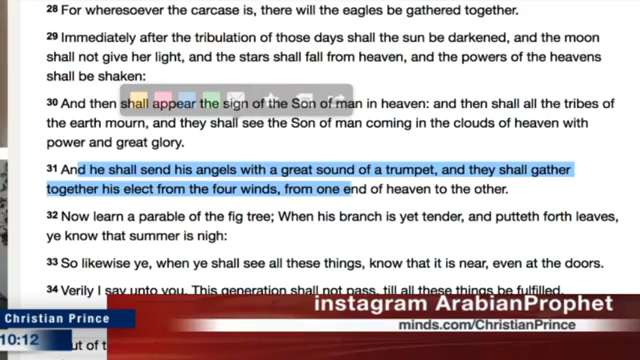 28 For wheresoever the carcase is, there will the eagles be gathered together.
29 Immediately after the tribulation of those days shall the sun be darkened, and the moon
shall not give her light, and the stars shall fall from heaven, and the powers of the heavens
shall be shaken:
30 And then shall appear the sign of the Son of man in heaven: and then shall all the tribes of
the earth mourn, and they shall see the Son of man coming in the clouds of heaven with
power and great glory.
31 And he shall send his angels with a great sound of a trumpet, and they shall gather
together his elect from the four winds, from one end of heaven to the other.
32 Now learn a parable of the fig tree; When his branch is yet tender, and putteth forth leaves,
ye know that summer is nigh:
33 So likewise ye, when ye shall see all these things, know that it is near, even at the doors.
34 Verily I say unto you, This generation shall not pass, till all these things be fulfilled.
instagram ArabianProphet
Christian Prince
minds.com/ChristianPrince
10:12
out of t